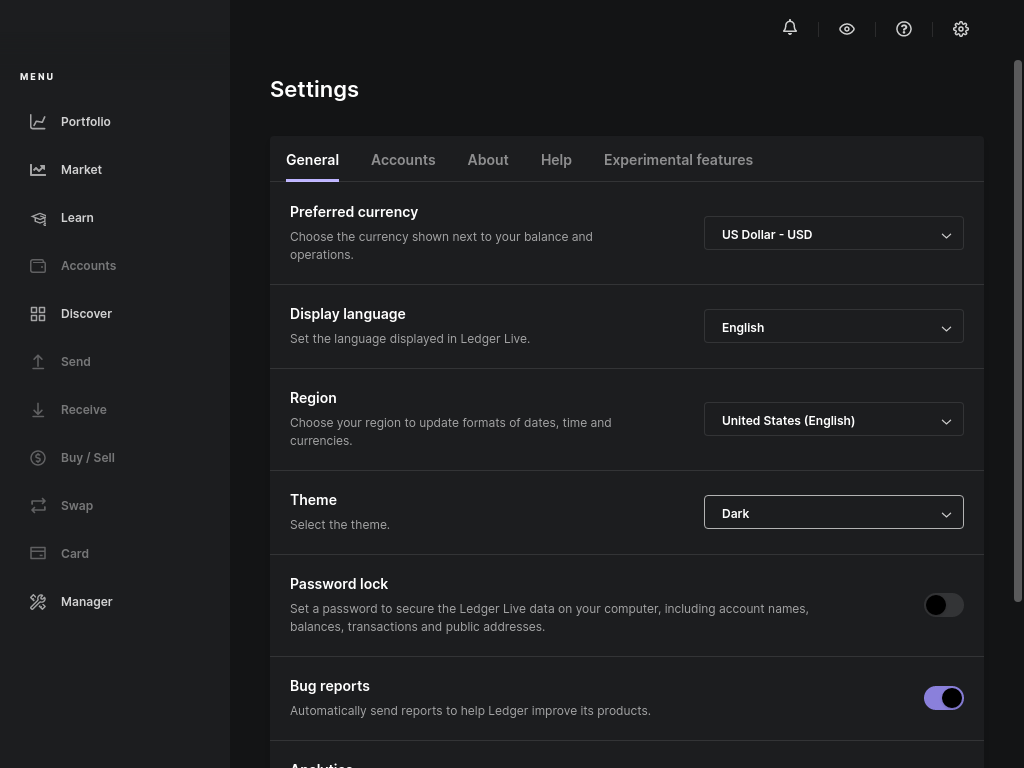 MENU
Portfolio
Market
Learn
Accounts
Discover
Send
Receive
Buy / Sell
Swap
Card
Manager
Settings
General
Accounts
About
Help
Experimental features
Preferred currency
Choose the currency shown next to your balance and
operations.
US Dollar - USD
Display language
Set the language displayed in Ledger Live.
English
Region
Choose your region to update formats of dates, time and
currencies.
United States (English)
Theme
Select the theme.
Dark
Password lock
Set a password to secure the Ledger Live data on your computer, including account names,
balances, transactions and public addresses.
Bug reports
Automatically send reports to help Ledger improve its products.
Analytics